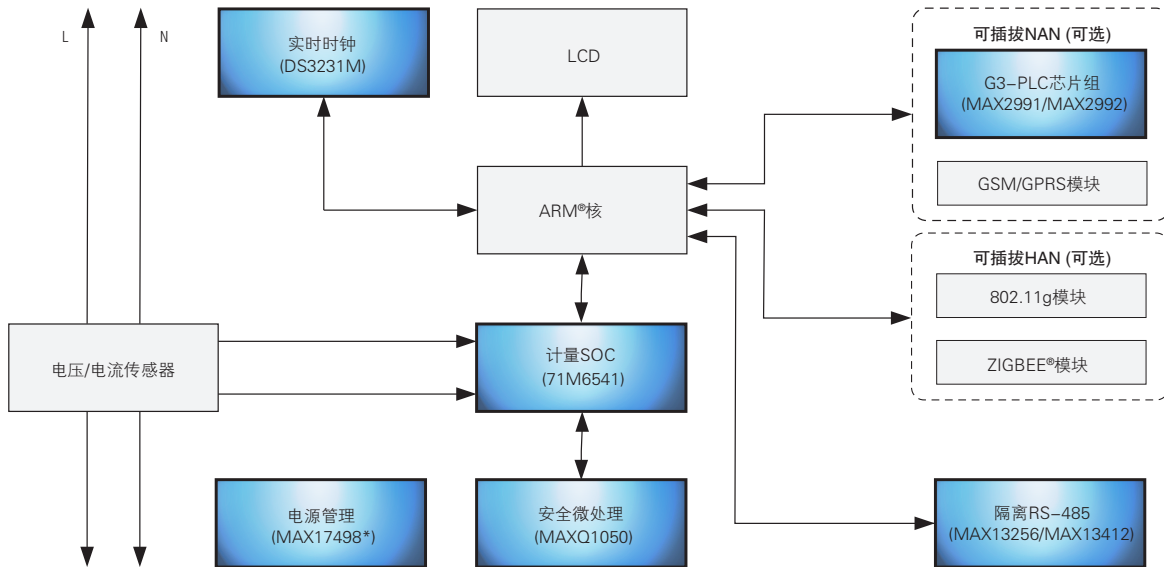 L
N
实时时钟
(DS3231M)
LCD
可插拔NAN (可选)
G3-PLC芯片组
(MAX2991/MAX2992)
GSM/GPRS模块
ARM®核
可插拔HAN (可选)
802.11g模块
ZIGBEE®模块
电压/电流传感器
计量SOC
(71M6541)
电源管理
(MAX17498*)
安全微处理
(MAXQ1050)
隔离RS-485
(MAX13256/MAX13412)